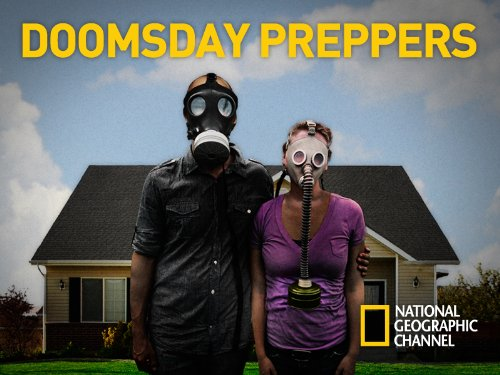 DOOMSDAY PREPPERS
NATIONAL
GEOGRAPHIC
CHANNEL